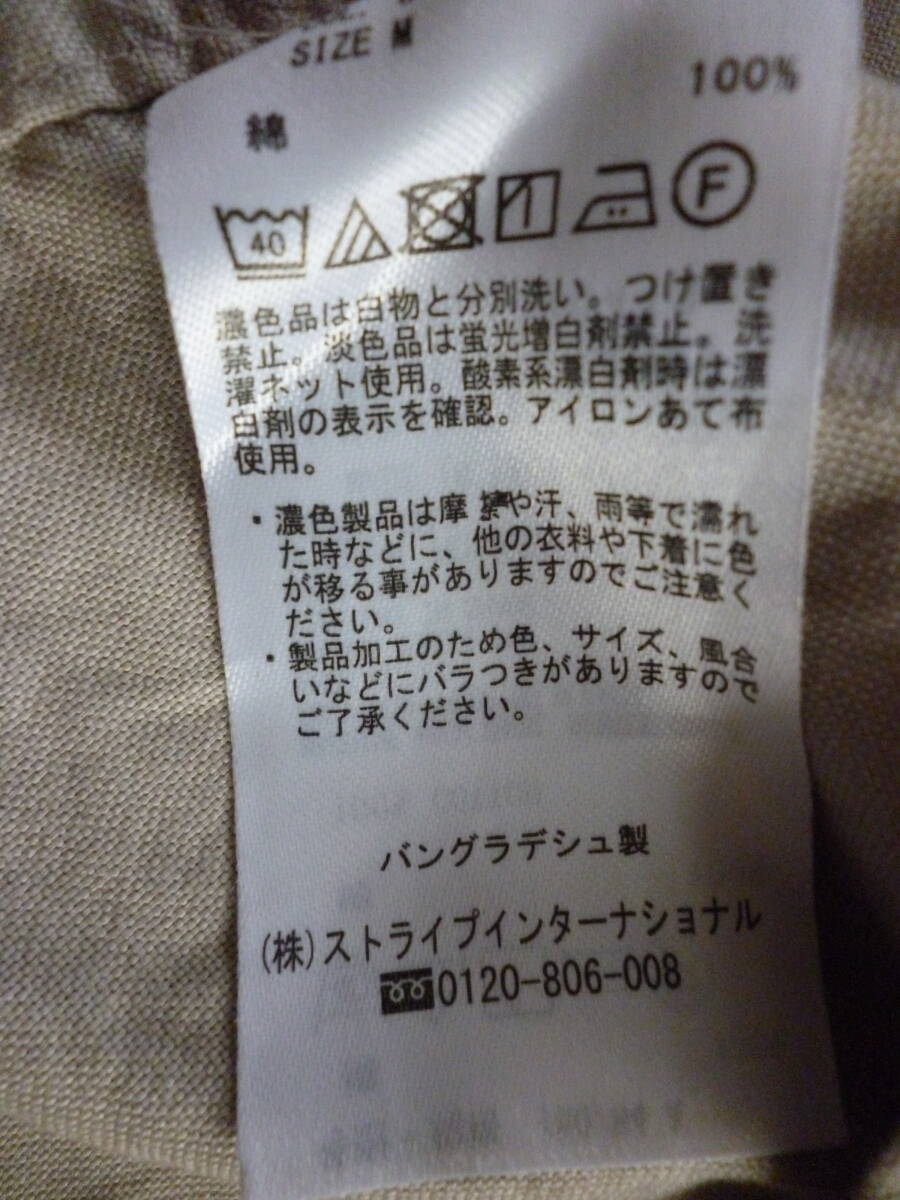 SIZE M
綿 100%
40 F
濃色品は白物と分別洗い。つけ置き
禁止。淡色品は蛍光増白剤禁止。洗
濯ネット使用。酸素系漂白剤時は漂
白剤の表示を確認。アイロンあて布
使用。
・濃色製品は摩擦や汗、雨等で濡れ
た時などに、他の衣料や下着に色
が移る事がありますのでご注意く
ださい。
・製品加工のため色、サイズ、風合
いなどにバラつきがありますので
ご了承ください。
バングラデシュ製
(株)ストライプインターナショナル
0120-806-008